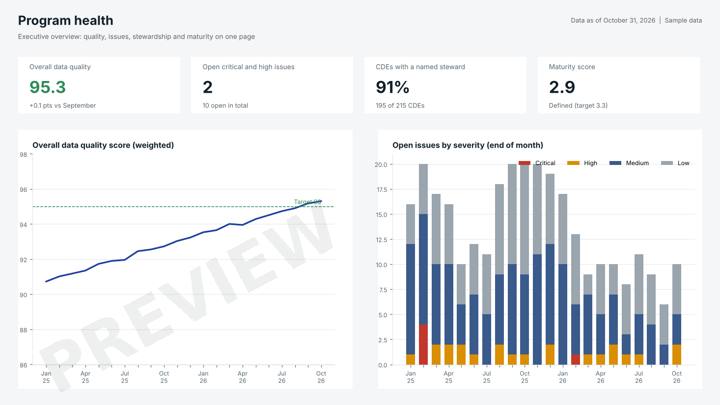 Program health
Data as of October 31, 2026 | Sample data
Executive overview: quality, issues, stewardship and maturity on one page
Overall data quality
95.3
+0.1 pts vs September
Open critical and high issues
2
10 open in total
CDEs with a named steward
91%
195 of 215 CDEs
Maturity score
2.9
Defined (target 3.3)
Overall data quality score (weighted)
98
96
94
92
90
88
86
Target 95
Jan 25
Apr 25
Jul 25
Oct 25
Jan 26
Apr 26
Jul 26
Oct 26
PREVIEW
Open issues by severity (end of month)
Critical High Medium Low
20.0
17.5
15.0
12.5
10.0
7.5
5.0
2.5
0.0
Jan 25
Apr 25
Jul 25
Oct 25
Jan 26
Apr 26
Jul 26
Oct 26